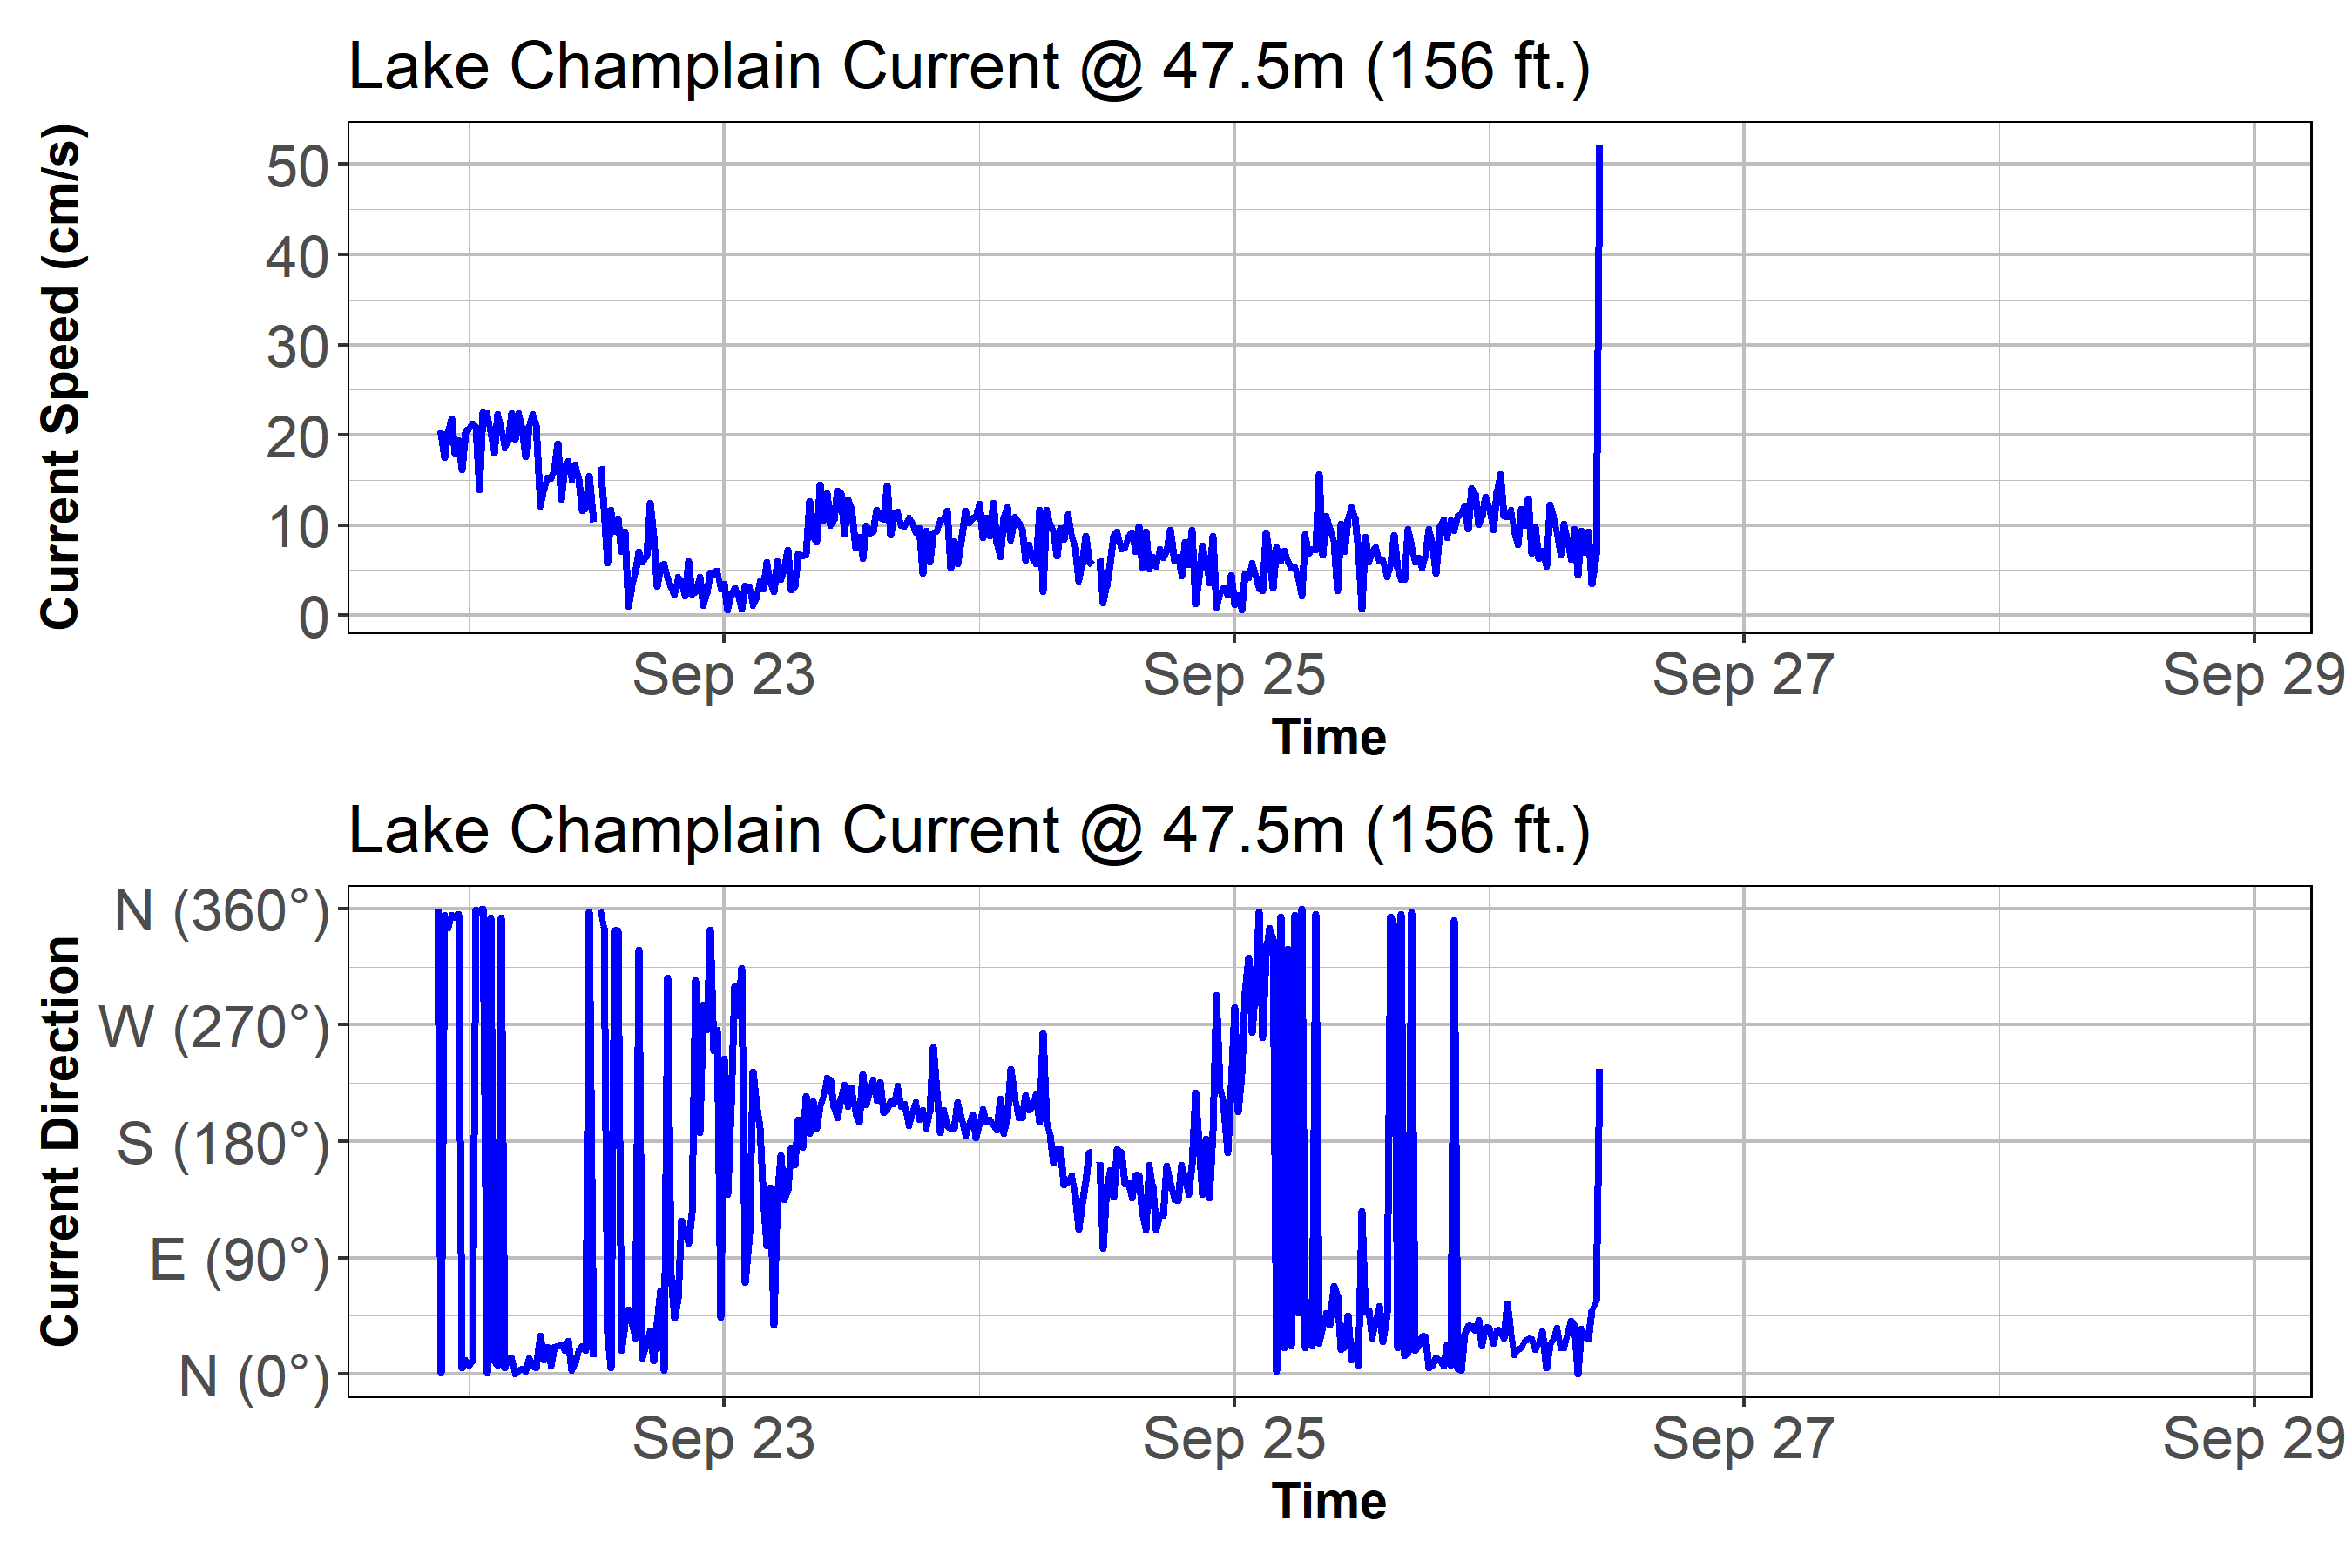 Lake Champlain Current @ 47.5m (156 ft.)
Current Speed (cm/s)
50
40
30
20
10
0
Sep 23 Sep 25 Sep 27 Sep 29
Time
Lake Champlain Current @ 47.5m (156 ft.)
Current Direction
N (360°)
W (270°)
S (180°)
E (90°)
N (0°)
Sep 23 Sep 25 Sep 27 Sep 29
Time